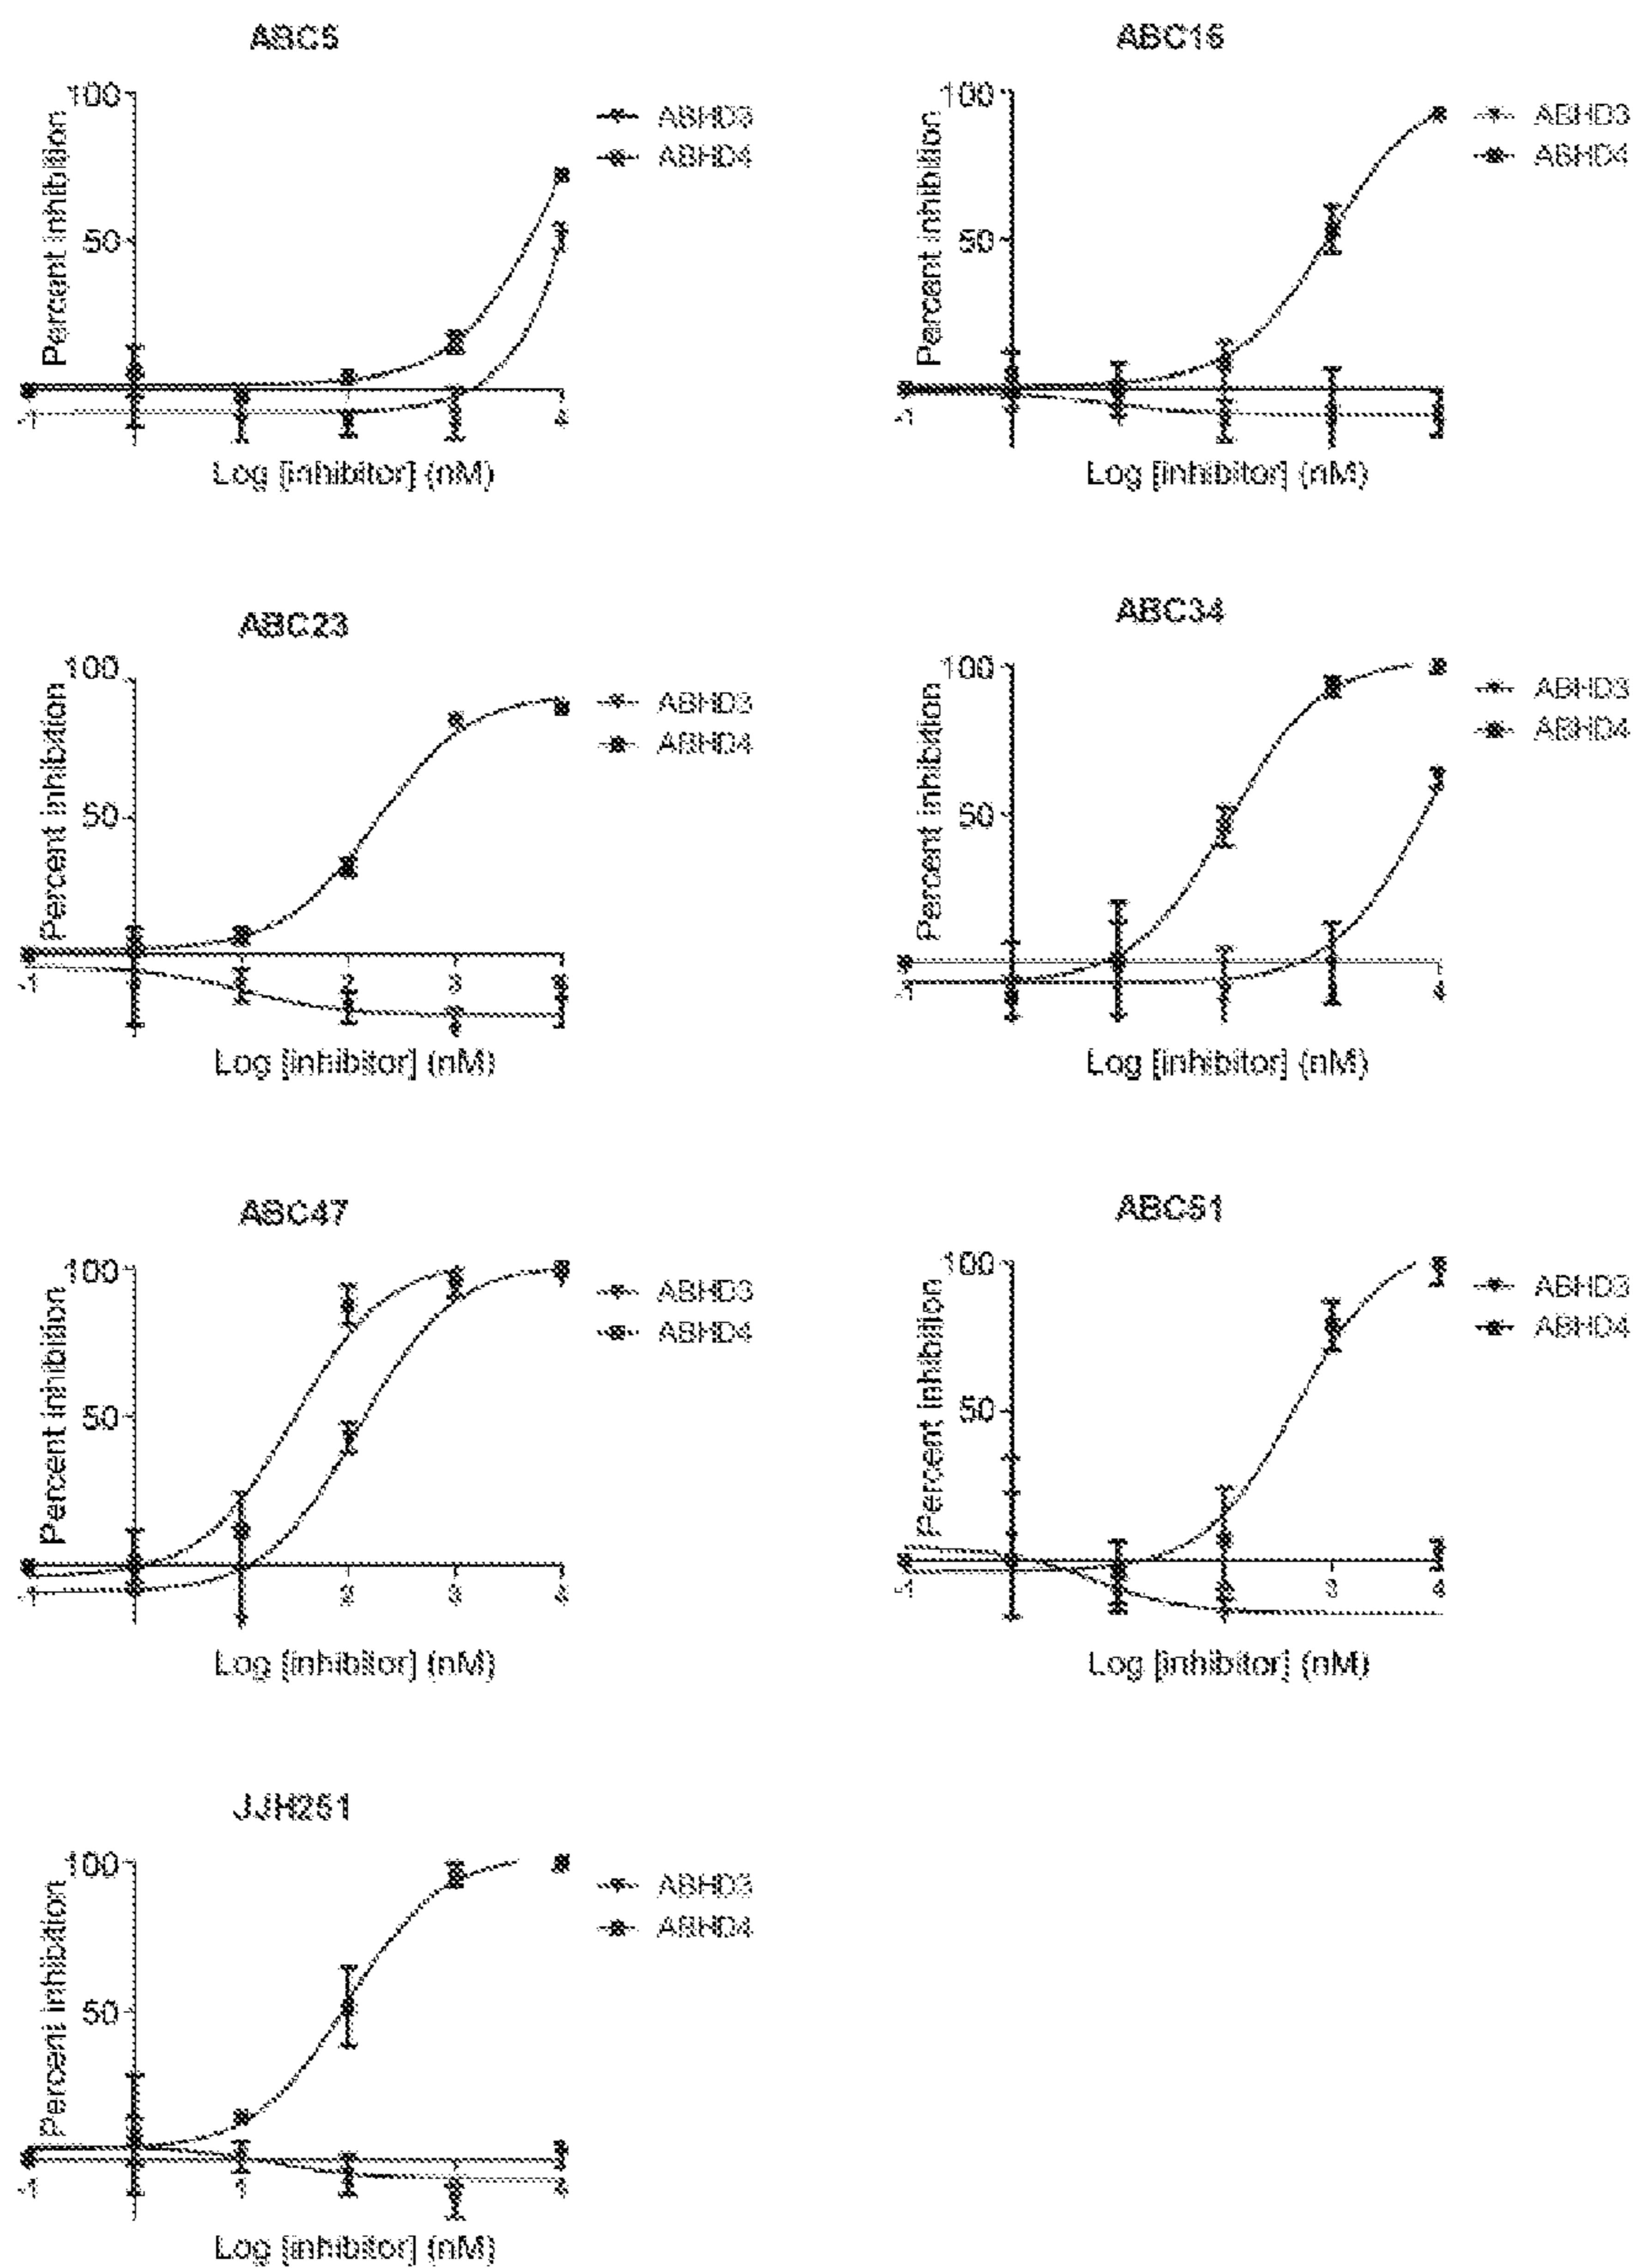 ABC5
100
50
Percent inhibition
ABHD3
ABHD4
-1
Log [inhibitor] (nM)
ABC16
100
50
Percent inhibition
ABHD3
ABHD4
-1
Log [inhibitor] (nM)
ABC23
100
50
Percent inhibition
ABHD3
ABHD4
-1
2
3
Log [inhibitor] (nM)
ABC34
100
50
Percent inhibition
ABHD3
ABHD4
-1
4
Log [inhibitor] (nM)
ABC47
100
50
Percent inhibition
ABHD3
ABHD4
-1
2
3
4
Log [inhibitor] (nM)
ABC51
100
50
Percent inhibition
ABHD3
ABHD4
-1
3
4
Log [inhibitor] (nM)
JJH251
100
50
Percent inhibition
ABHD3
ABHD4
-1
1
Log [inhibitor] (nM)